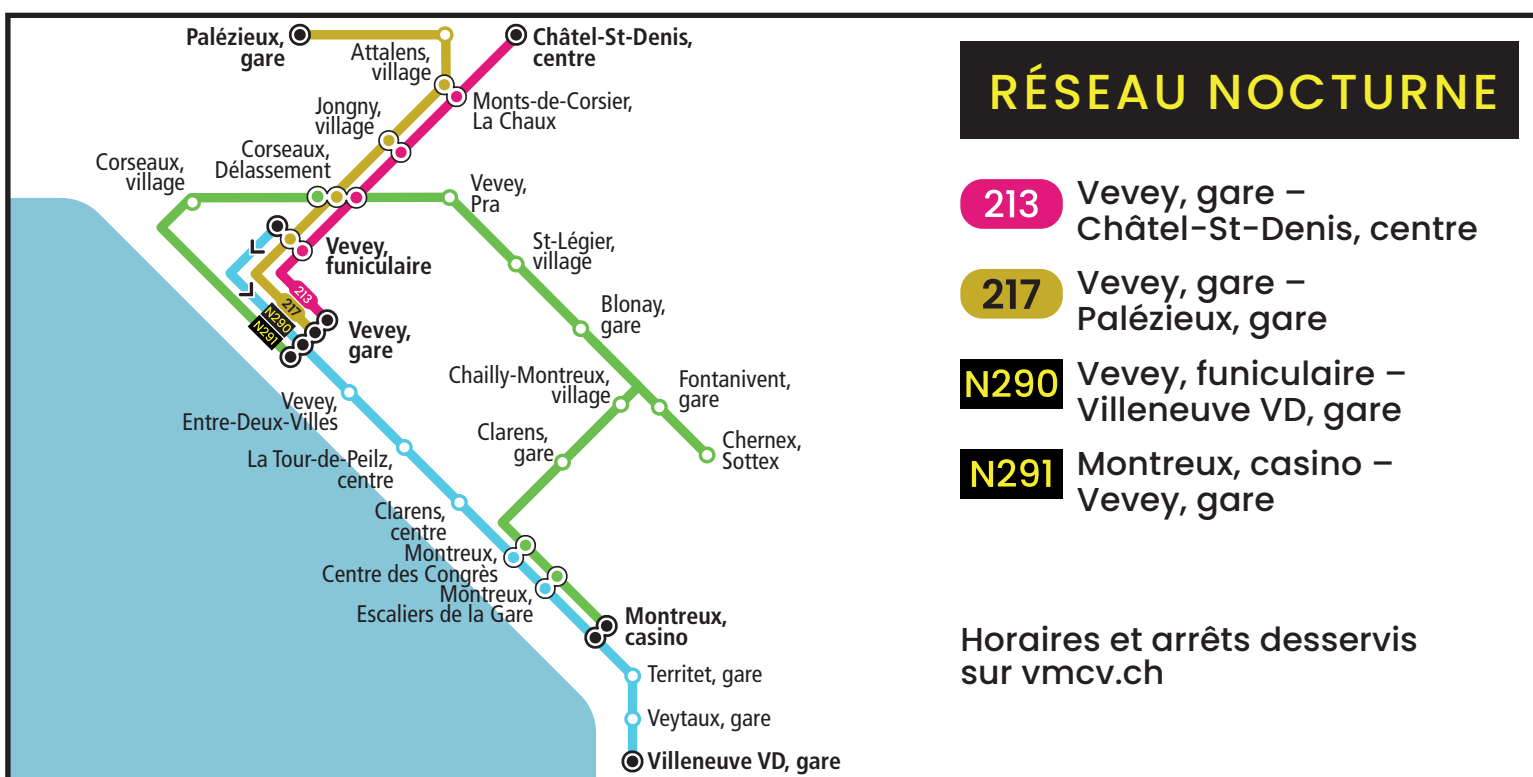 Palézieux,
gare
Châtel-St-Denis,
centre
Attalens,
village
Monts-de-Corsier,
La Chaux
Jongny,
village
Corseaux,
Délassement
Corseaux,
village
Vevey,
Pra
Vevey,
funiculaire
St-Légier,
village
213
217
N290
N291
Vevey,
gare
Blonay,
gare
Chailly-Montreux,
village
Fontanivent,
gare
Vevey,
Entre-Deux-Villes
Clarens,
gare
Chernex,
Sottex
La Tour-de-Peilz,
centre
Clarens,
centre
Montreux,
Centre des Congrès
Montreux,
Escaliers de la Gare
Montreux,
casino
Territet, gare
Veytaux, gare
Villeneuve VD, gare
RÉSEAU NOCTURNE
213 Vevey, gare –
Châtel-St-Denis, centre
217 Vevey, gare –
Palézieux, gare
N290 Vevey, funiculaire –
Villeneuve VD, gare
N291 Montreux, casino –
Vevey, gare
Horaires et arrêts desservis
sur vmcv.ch